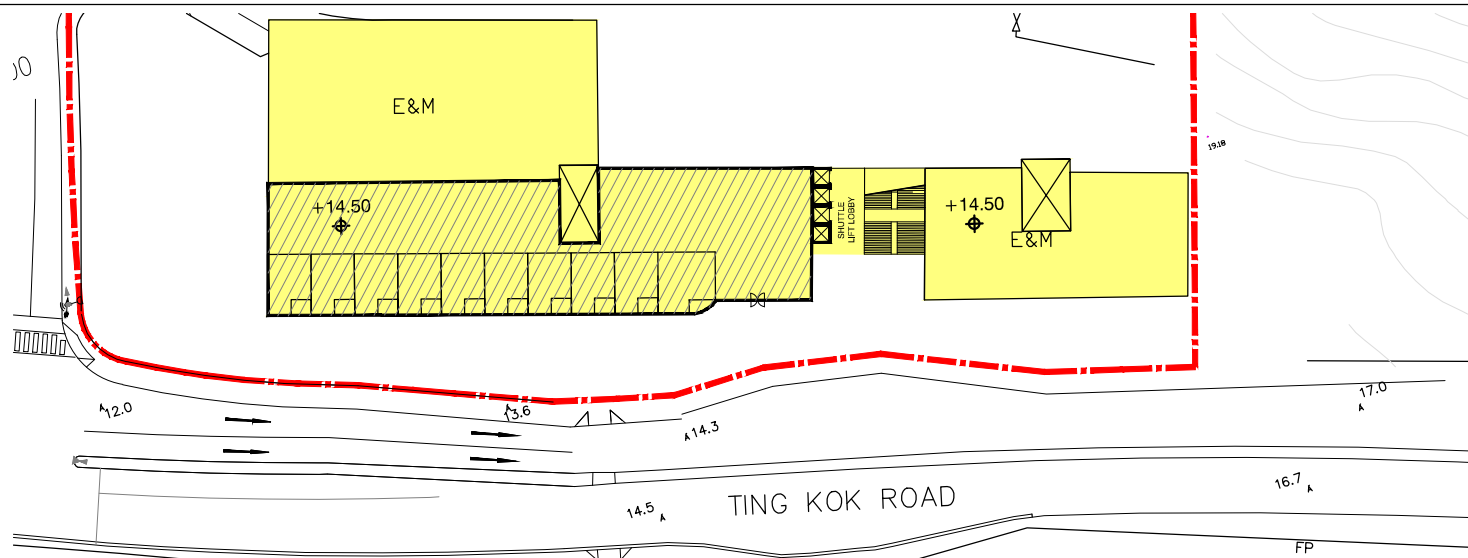 E&M
19.18
+14.50
SHUTTLE
LIFT LOBBY
+14.50
E&M
12.0
13.6
14.3
17.0
14.5
TING KOK ROAD
16.7
FP